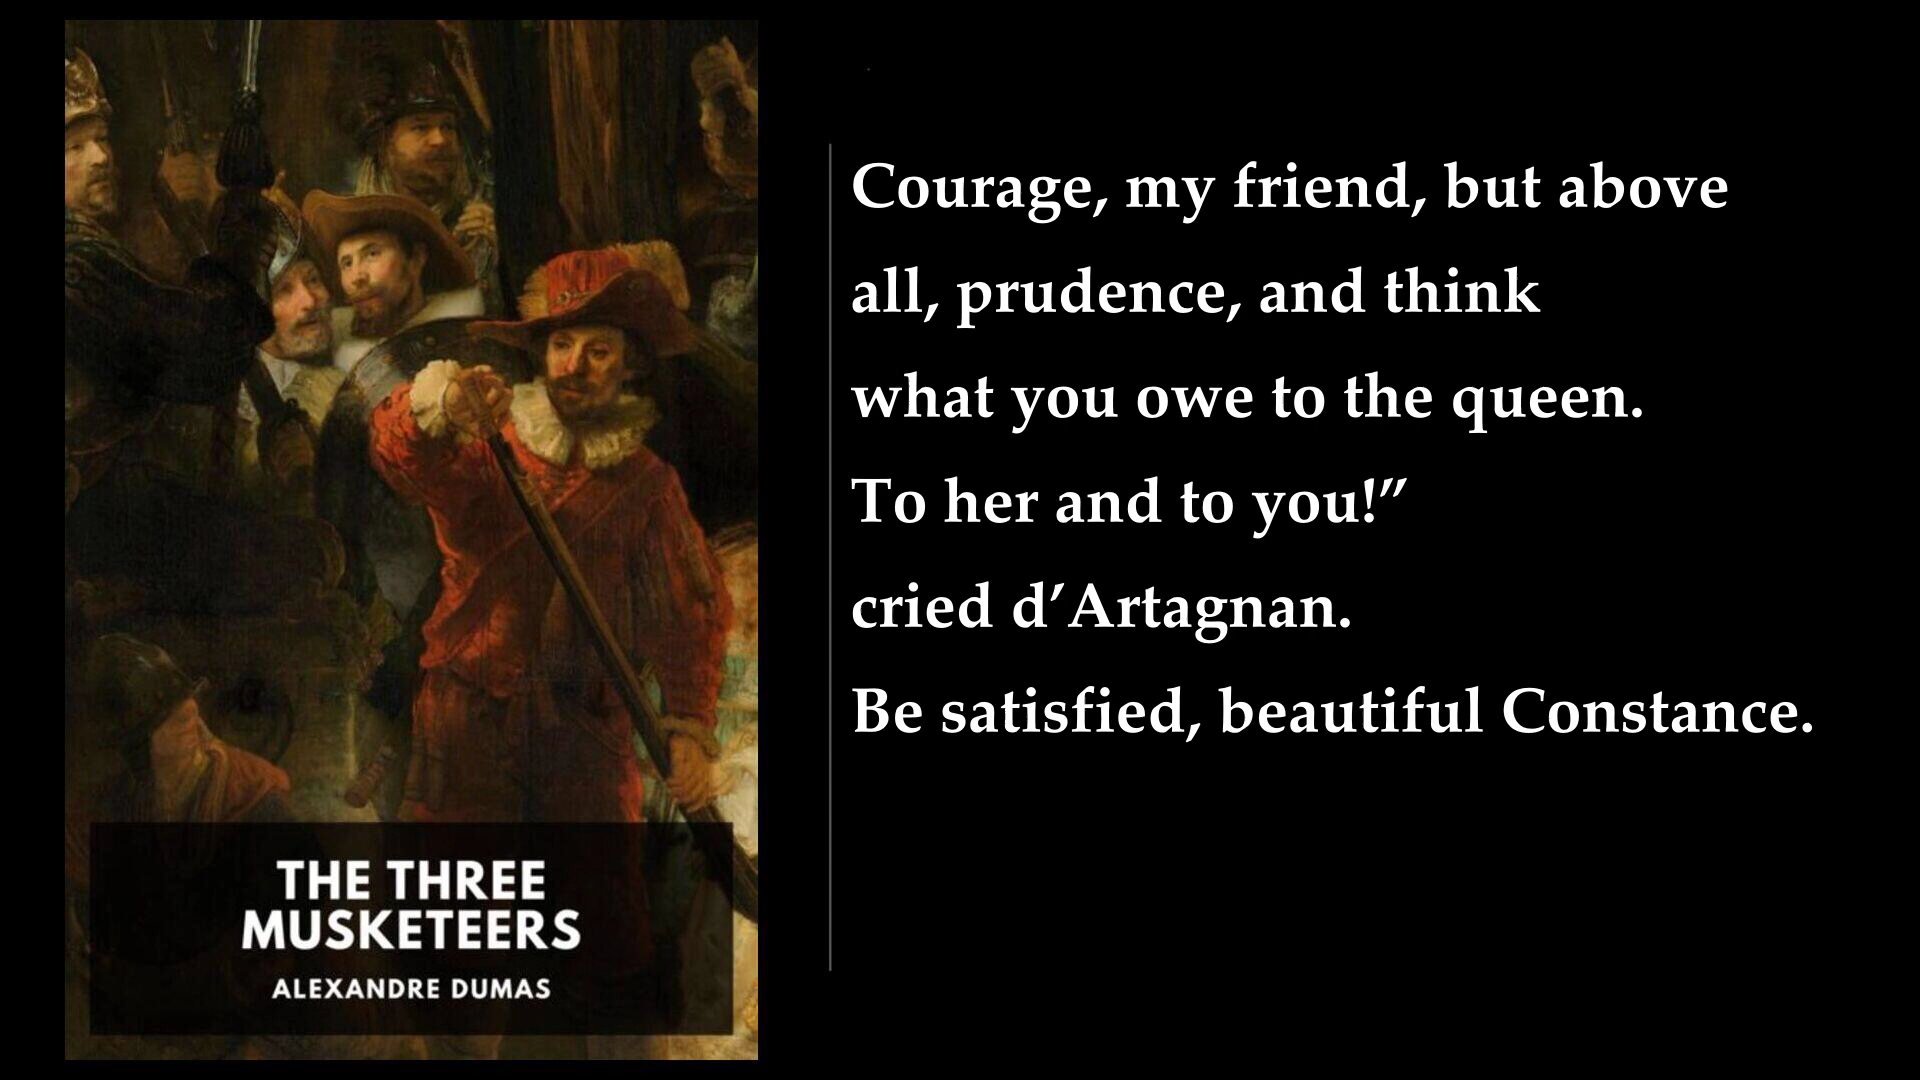 THE THREE
MUSKETEERS
ALEXANDRE DUMAS
Courage, my friend, but above
all, prudence, and think
what you owe to the queen.
To her and to you!”
cried d’Artagnan.
Be satisfied, beautiful Constance.